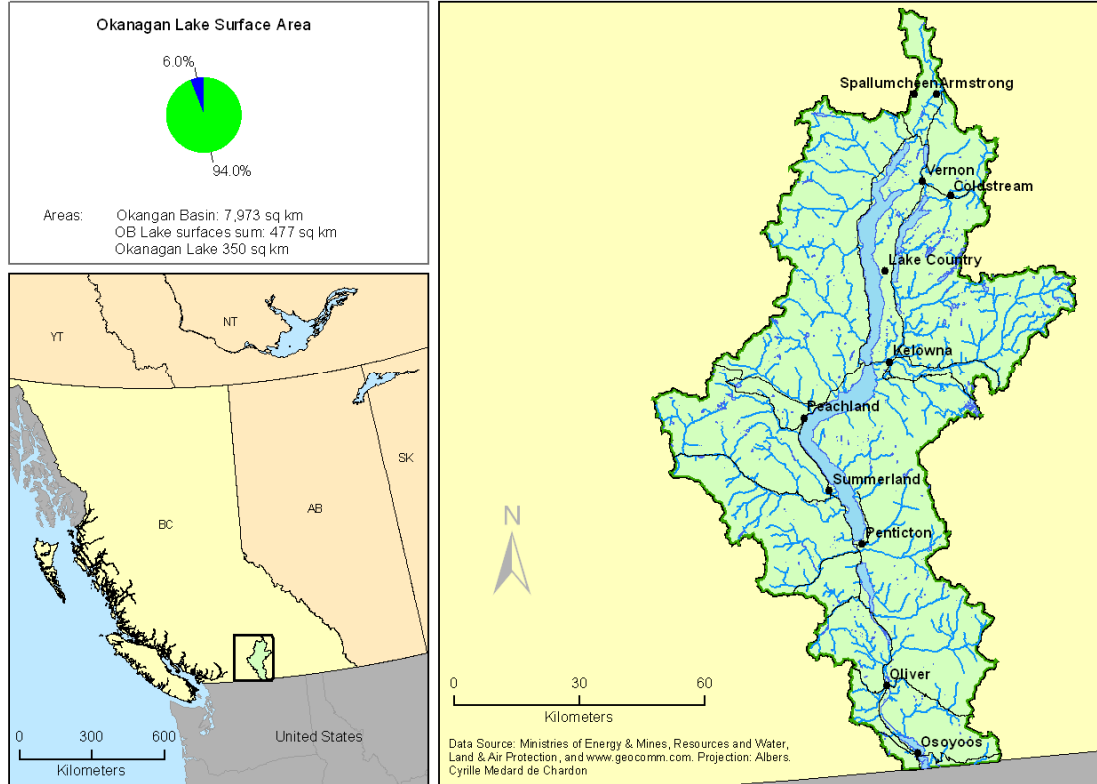 Okanagan Lake Surface Area
6.0%
94.0%
Areas: Okangan Basin: 7,973 sq km
OB Lake surfaces sum: 477 sq km
Okanagan Lake 350 sq km
YT
NT
SK
BC
AB
United States
0 300 600
Kilometers
Spallumcheen
Armstrong
Vernon
Coldstream
Lake Country
Kelowna
Peachland
Summerland
N
Penticton
Oliver
Osoyoos
0 30 60
Kilometers
Data Source: Ministries of Energy & Mines, Resources and Water,
Land & Air Protection, and www.geocomm.com. Projection: Albers.
Cyrille Medard de Chardon